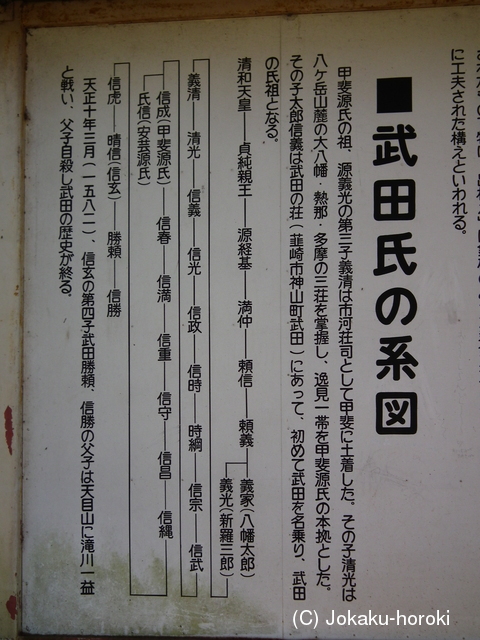 に工夫された構えといわれる。
■武田氏の系図
甲斐源氏の祖、源義光の第三子義清は市河荘司として甲斐に土着した。その子清光は
八ヶ岳山麓の大八幡・熱那・多摩の三荘を掌握し、逸見一帯を甲斐源氏の本拠とした。
その子太郎信義は武田の荘(韮崎市神山町武田)にあって、初めて武田を名乗り、武田
の氏祖となる。
清和天皇 貞純親王 源経基 満仲 頼信 頼義 義家(八幡太郎)
義光(新羅三郎)
義清 清光 信義 信光 信政 信時 時綱 信宗 信武
信成(甲斐源氏) 信春 信満 信重 信守 信昌 信縄
氏信(安芸源氏)
信虎 晴信(信玄) 勝頼 信勝
天正十年三月(一五八二)、信玄の第四子武田勝頼、信勝の父子は天目山に滝川一益
と戦い、父子自殺し武田の歴史が終る。
(C) Jokaku-horoki